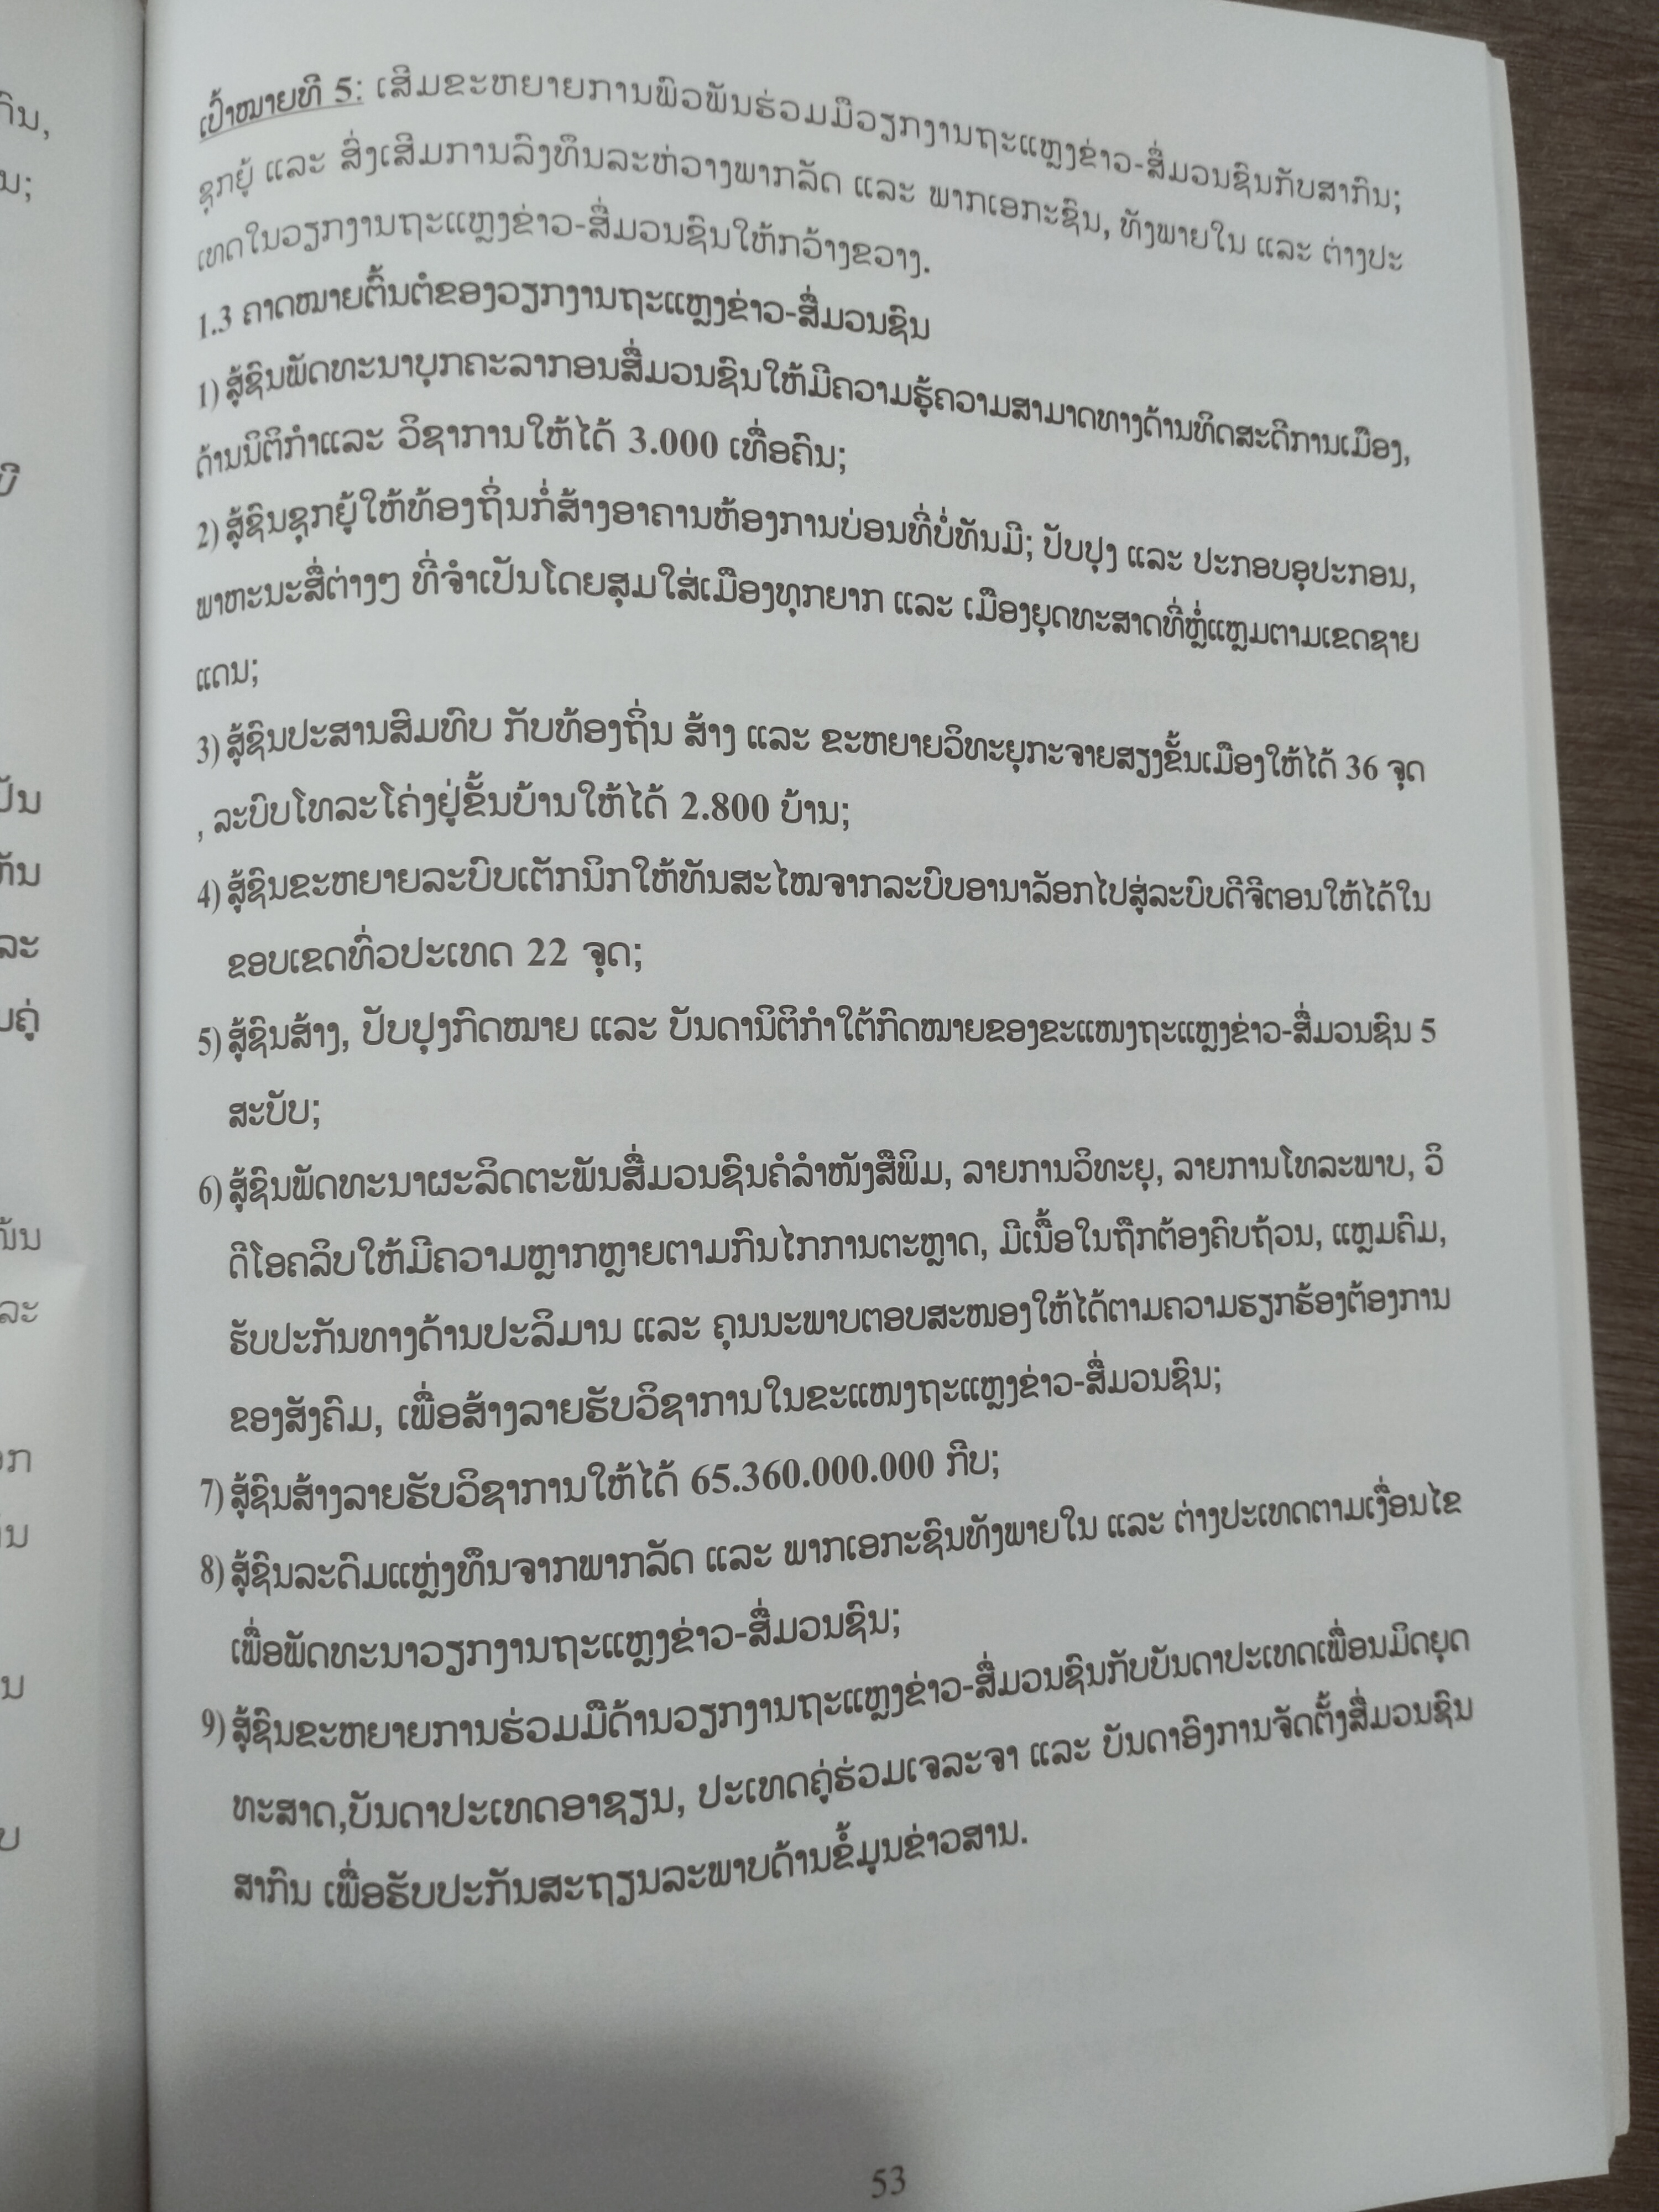 ເປົ້າໝາຍທີ 5: ເສີມຂະຫຍາຍການພົວພັນຮ່ວມມືວຽກງານຖະແຫຼງຂ່າວ-ສື່ມວນຊົນກັບສາກົນ;
ຊຸກຍູ້ ແລະ ສົ່ງເສີມການລົງທຶນລະຫ່ວາງພາກລັດ ແລະ ພາກເອກະຊົນ, ທັງພາຍໃນ ແລະ ຕ່າງປະ
ເທດໃນວຽກງານຖະແຫຼງຂ່າວ-ສື່ມວນຊົນໃຫ້ກວ້າງຂວາງ.
1.3 ຄາດໝາຍຕົ້ນຕໍຂອງວຽກງານຖະແຫຼງຂ່າວ-ສື່ມວນຊົນ
1) ສູ້ຊົນພັດທະນາບຸກຄະລາກອນສື່ມວນຊົນໃຫ້ມີຄວາມຮູ້ຄວາມສາມາດທາງດ້ານທິດສະດີການເມືອງ,
ດ້ານນິຕິກຳແລະ ວິຊາການໃຫ້ໄດ້ 3.000 ເທື່ອຄົນ;
2) ສູ້ຊົນຊຸກຍູ້ໃຫ້ທ້ອງຖິ່ນກໍ່ສ້າງອາຄານຫ້ອງການບ່ອນທີ່ບໍ່ທັນມີ; ປັບປຸງ ແລະ ປະກອບອຸປະກອນ,
ພາຫະນະສື່ຕ່າງໆ ທີ່ຈຳເປັນໂດຍສຸມໃສ່ເມືອງທຸກຍາກ ແລະ ເມືອງຍຸດທະສາດທີ່ຫຼໍ່ແຫຼມຕາມເຂດຊາຍ
ແດນ;
3) ສູ້ຊົນປະສານສົມທົບ ກັບທ້ອງຖິ່ນ ສ້າງ ແລະ ຂະຫຍາຍວິທະຍຸກະຈາຍສຽງຂັ້ນເມືອງໃຫ້ໄດ້ 36 ຈຸດ
, ລະບົບໂທລະໂຄ່ງຢູ່ຂັ້ນບ້ານໃຫ້ໄດ້ 2.800 ບ້ານ;
4) ສູ້ຊົນຂະຫຍາຍລະບົບເຕັກນິກໃຫ້ທັນສະໄໝຈາກລະບົບອານາລັອກໄປສູ່ລະບົບດີຈີຕອນໃຫ້ໄດ້ໃນ
ຂອບເຂດທົ່ວປະເທດ 22 ຈຸດ;
5) ສູ້ຊົນສ້າງ, ປັບປຸງກົດໝາຍ ແລະ ບັນດານິຕິກຳໃຕ້ກົດໝາຍຂອງຂະແໜງຖະແຫຼງຂ່າວ-ສື່ມວນຊົນ 5
ສະບັບ;
6) ສູ້ຊົນພັດທະນາຜະລິດຕະພັນສື່ມວນຊົນຄໍລຳໜັງສືພິມ, ລາຍການວິທະຍຸ, ລາຍການໂທລະພາບ, ວິ
ດີໂອຄລິບໃຫ້ມີຄວາມຫຼາກຫຼາຍຕາມກົນໄກການຕະຫຼາດ, ມີເນື້ອໃນຖືກຕ້ອງຄົບຖ້ວນ, ແຫຼມຄົມ,
ຮັບປະກັນທາງດ້ານປະລິມານ ແລະ ຄຸນນະພາບຕອບສະໜອງໃຫ້ໄດ້ຕາມຄວາມຮຽກຮ້ອງຕ້ອງການ
ຂອງສັງຄົມ, ເພື່ອສ້າງລາຍຮັບວິຊາການໃນຂະແໜງຖະແຫຼງຂ່າວ-ສື່ມວນຊົນ;
7) ສູ້ຊົນສ້າງລາຍຮັບວິຊາການໃຫ້ໄດ້ 65.360.000.000 ກີບ;
8) ສູ້ຊົນລະດົມແຫຼ່ງທຶນຈາກພາກລັດ ແລະ ພາກເອກະຊົນທັງພາຍໃນ ແລະ ຕ່າງປະເທດຕາມເງື່ອນໄຂ
ເພື່ອພັດທະນາວຽກງານຖະແຫຼງຂ່າວ-ສື່ມວນຊົນ;
9) ສູ້ຊົນຂະຫຍາຍການຮ່ວມມືດ້ານວຽກງານຖະແຫຼງຂ່າວ-ສື່ມວນຊົນກັບບັນດາປະເທດເພື່ອນມິດຍຸດ
ທະສາດ,ບັນດາປະເທດອາຊຽນ, ປະເທດຄູ່ຮ່ວມເຈລະຈາ ແລະ ບັນດາອົງການຈັດຕັ້ງສື່ມວນຊົນ
ສາກົນ ເພື່ອຮັບປະກັນສະຖຽນລະພາບດ້ານຂໍ້ມູນຂ່າວສານ.
53